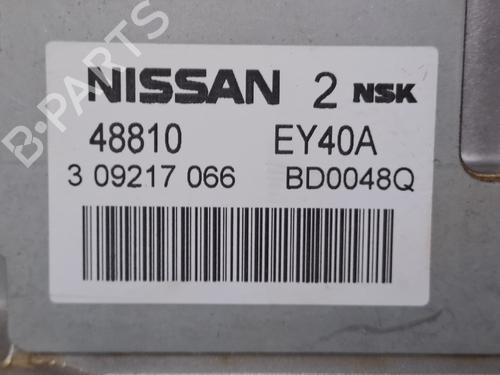 B-PARTS
NISSAN 2 NSK
48810 EY40A
3 09217 066 BD0048Q